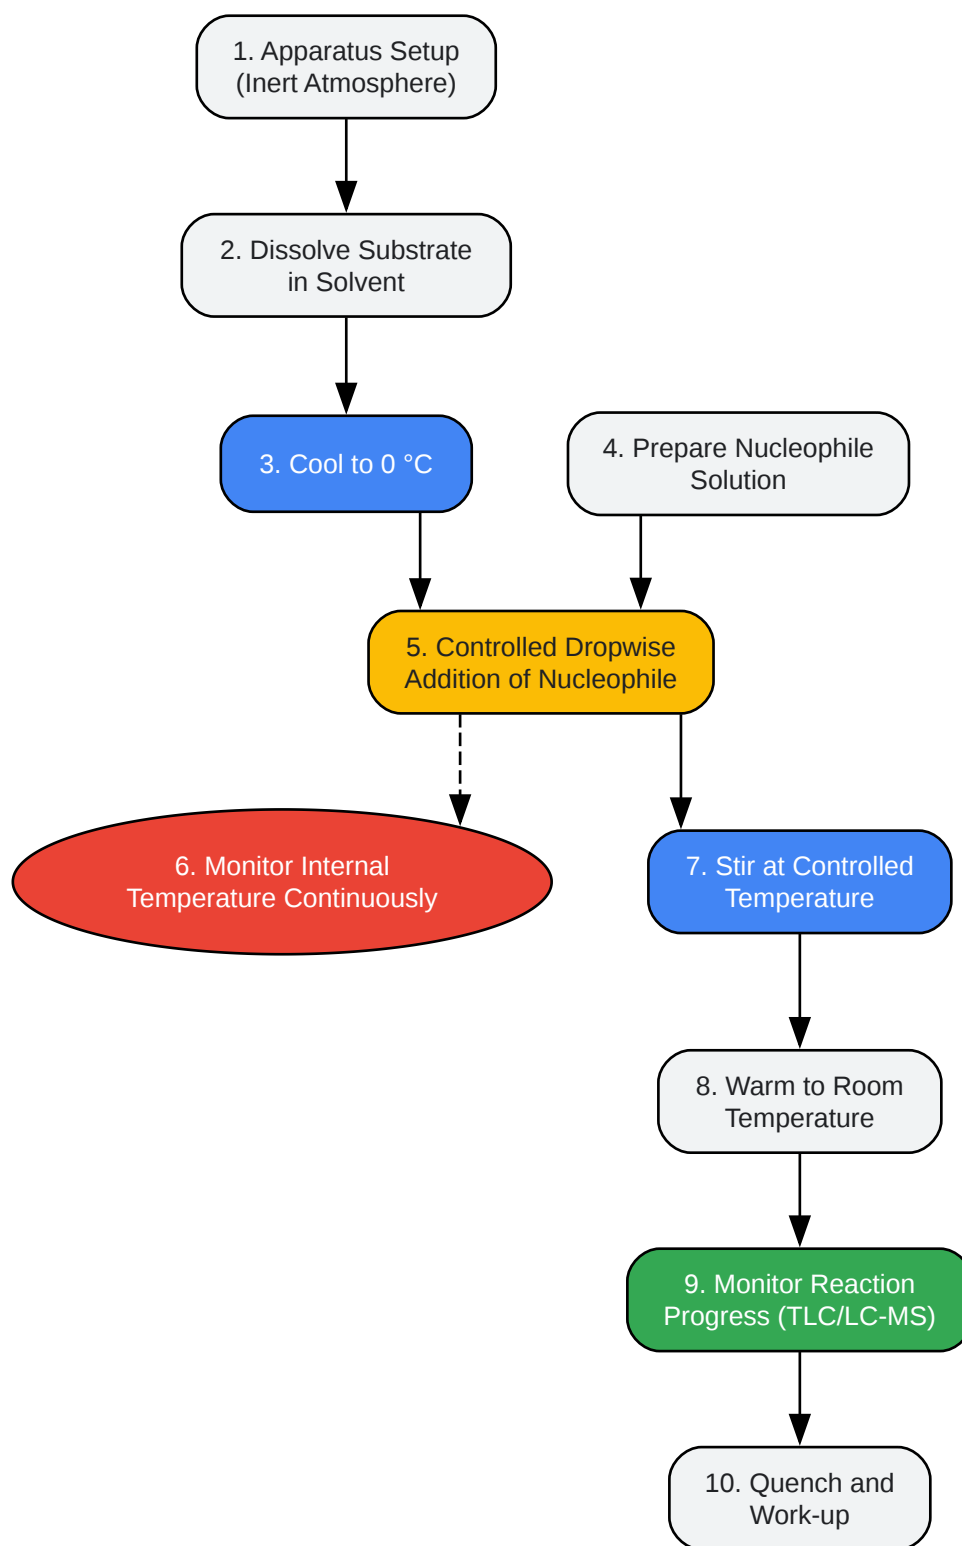 1. Apparatus Setup
(Inert Atmosphere)
2. Dissolve Substrate
in Solvent
3. Cool to 0 °C
4. Prepare Nucleophile
Solution
5. Controlled Dropwise
Addition of Nucleophile
6. Monitor Internal
Temperature Continuously
7. Stir at Controlled
Temperature
8. Warm to Room
Temperature
9. Monitor Reaction
Progress (TLC/LC-MS)
10. Quench and
Work-up